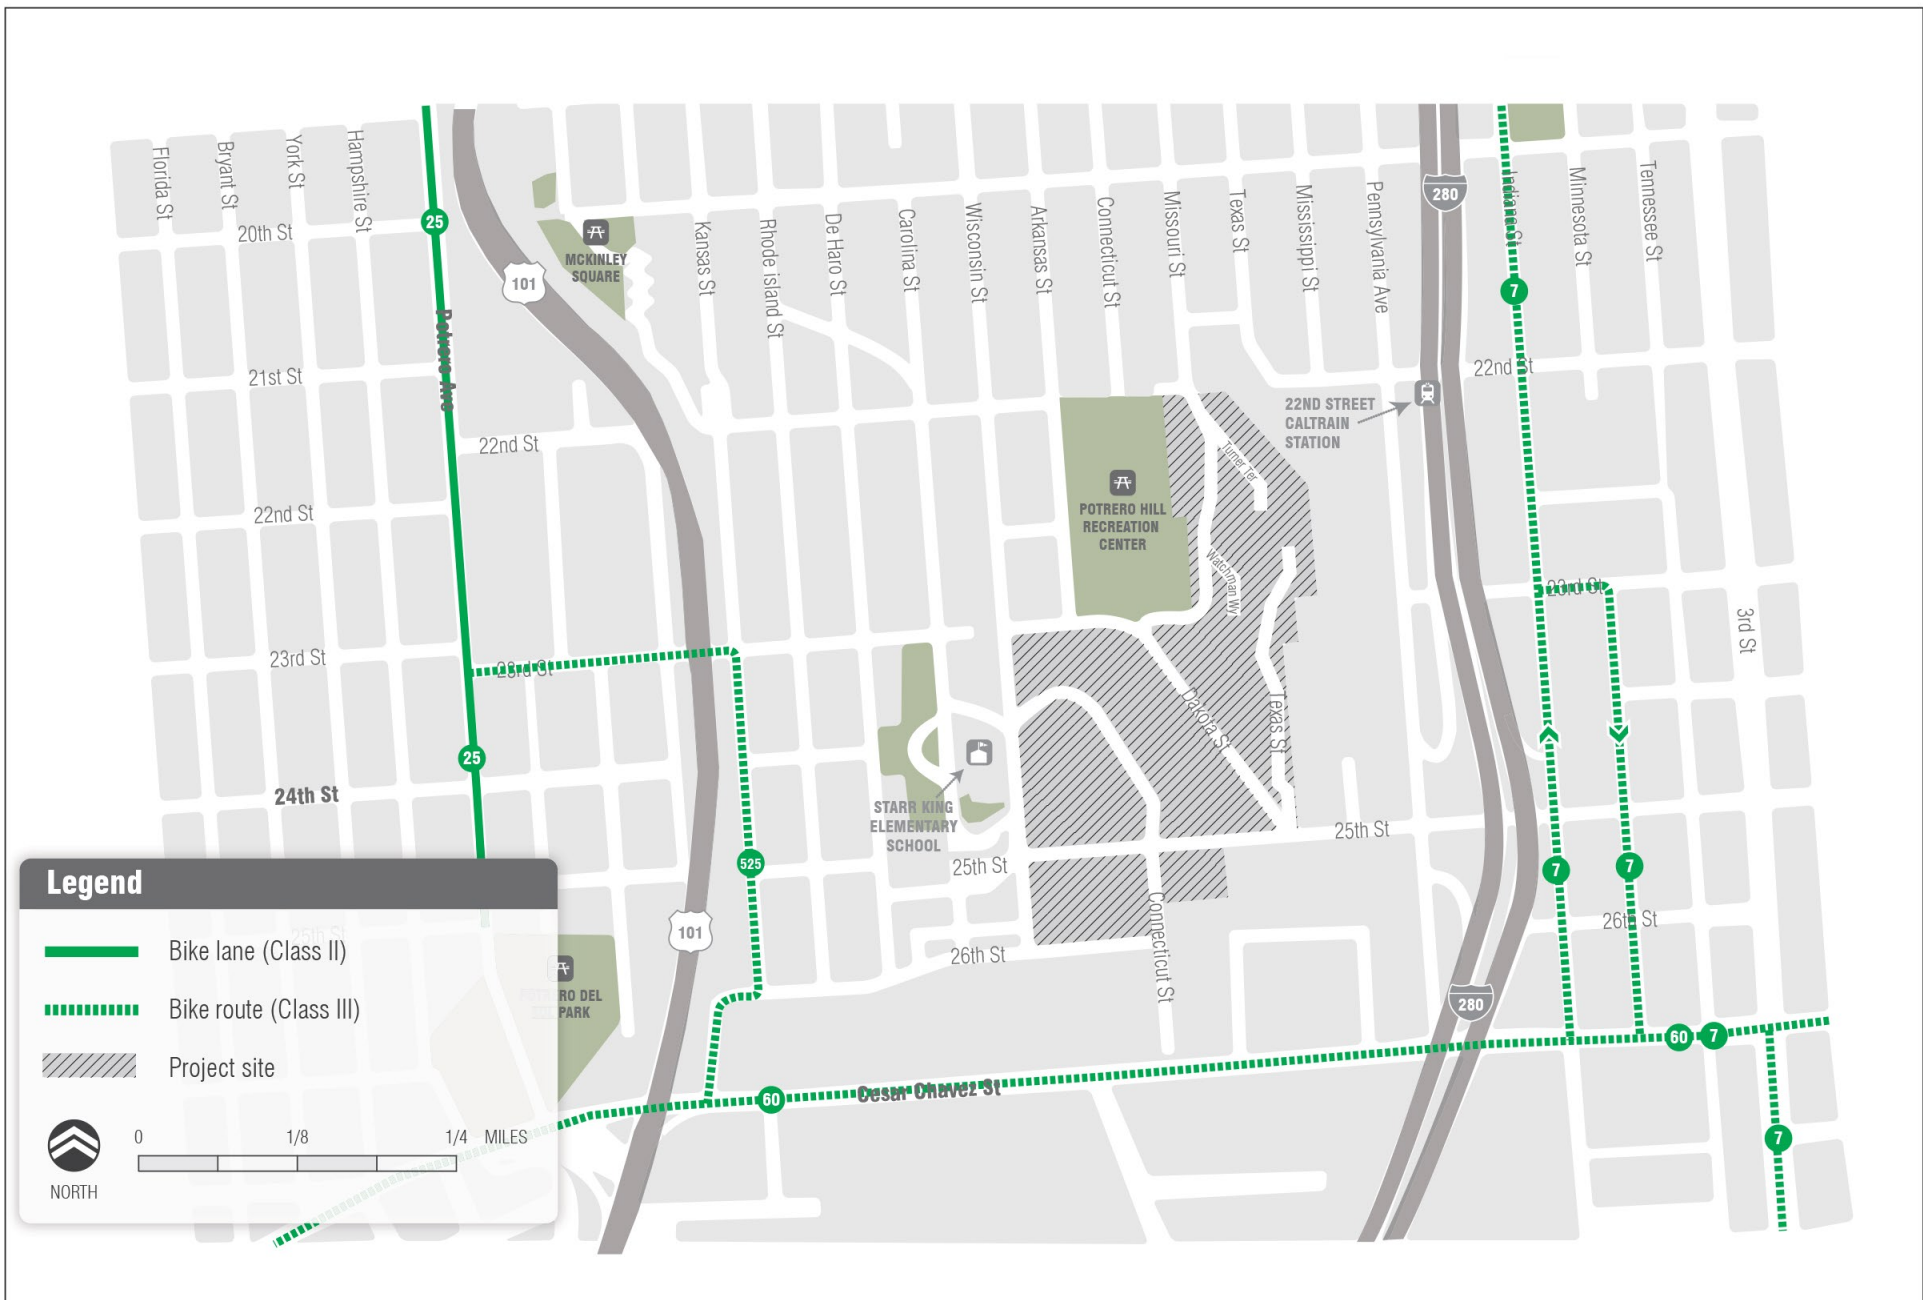 Florida St
Bryant St
York St
Hampshire St
20th St
21st St
22nd St
23rd St
24th St
Potrero Ave
25
25
101
MCKINLEY
SQUARE
22nd St
23rd St
Kansas St
Rhode island St
De Haro St
Carolina St
Wisconsin St
Arkansas St
Connecticut St
Missouri St
Texas St
Mississippi St
Pennsylvania Ave
280
Indiana St
Minnesota St
Tennessee St
7
22nd St
22ND STREET
CALTRAIN
STATION
POTRERO HILL
RECREATION
CENTER
Turner Ter
Watchman Wy
23rd St
3rd St
Dakota St
Texas St
STARR KING
ELEMENTARY
SCHOOL
25th St
25th St
525
7
7
26th St
26th St
Connecticut St
101
280
60
7
60
Cesar Chavez St
7
25th St
PARK
Legend
Bike lane (Class II)
Bike route (Class III)
Project site
0
1/8
1/4 MILES
NORTH